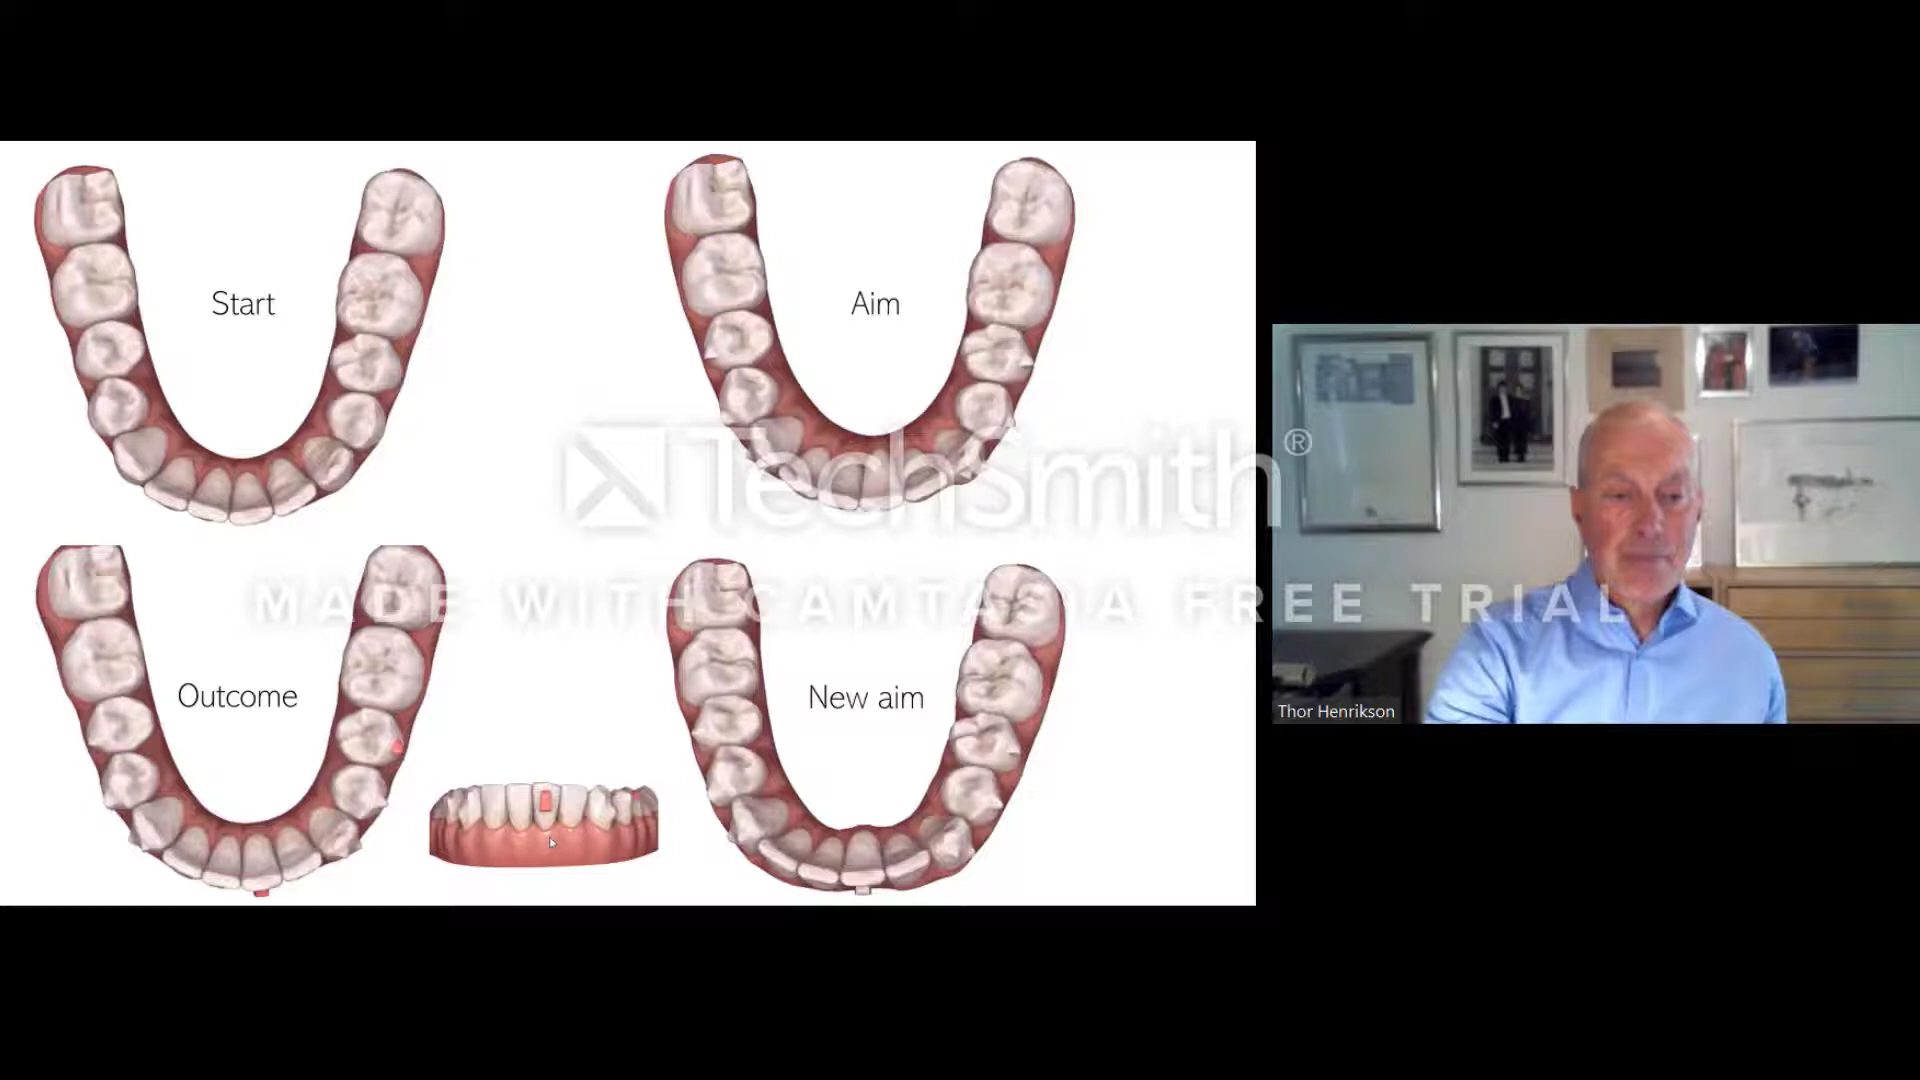 Start
Aim
TechSmith®
MADE WITH CAMTASIA FREE TRIAL
Outcome
New aim
Thor Henrikson